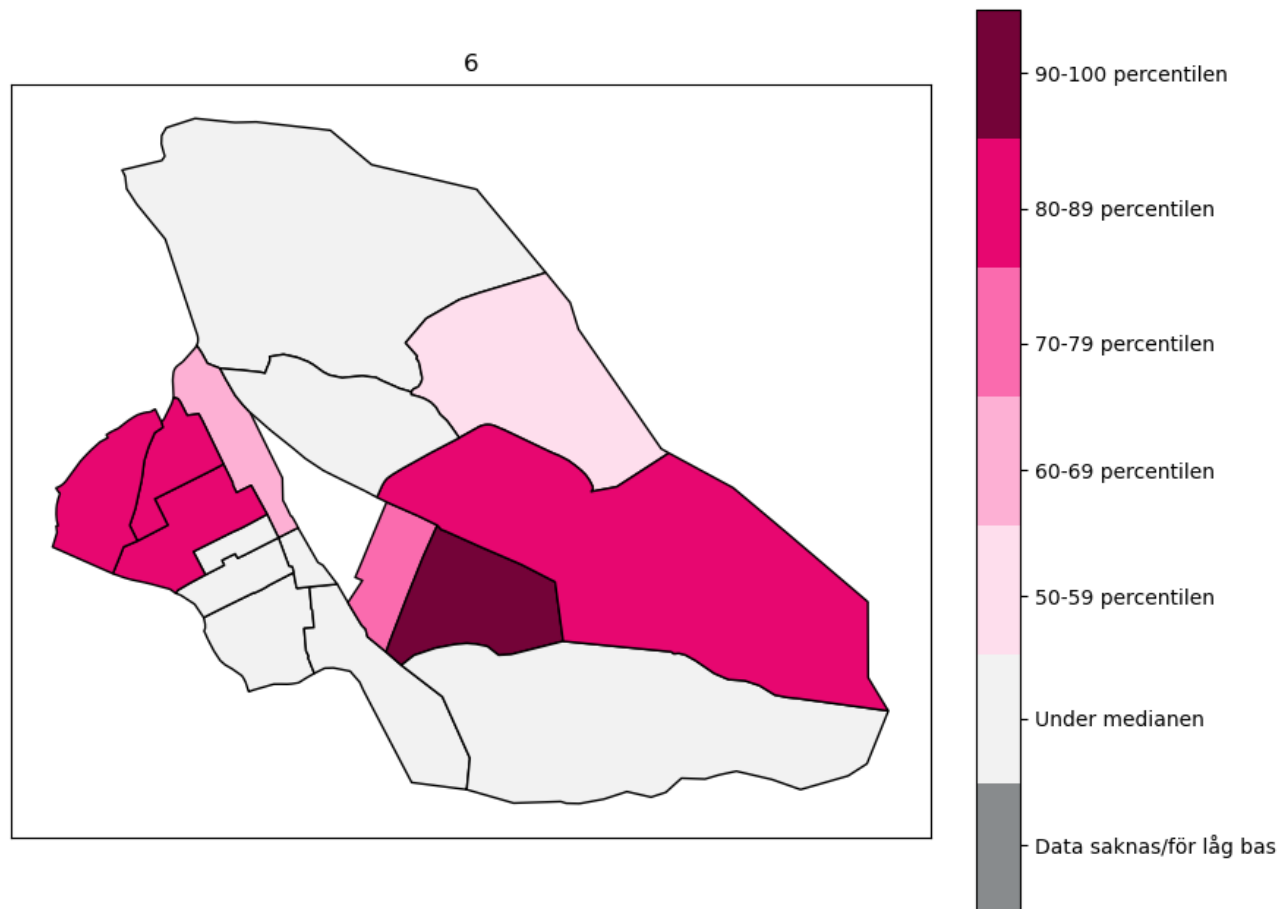 6
90-100 percentilen
80-89 percentilen
70-79 percentilen
60-69 percentilen
50-59 percentilen
Under medianen
Data saknas/för låg bas